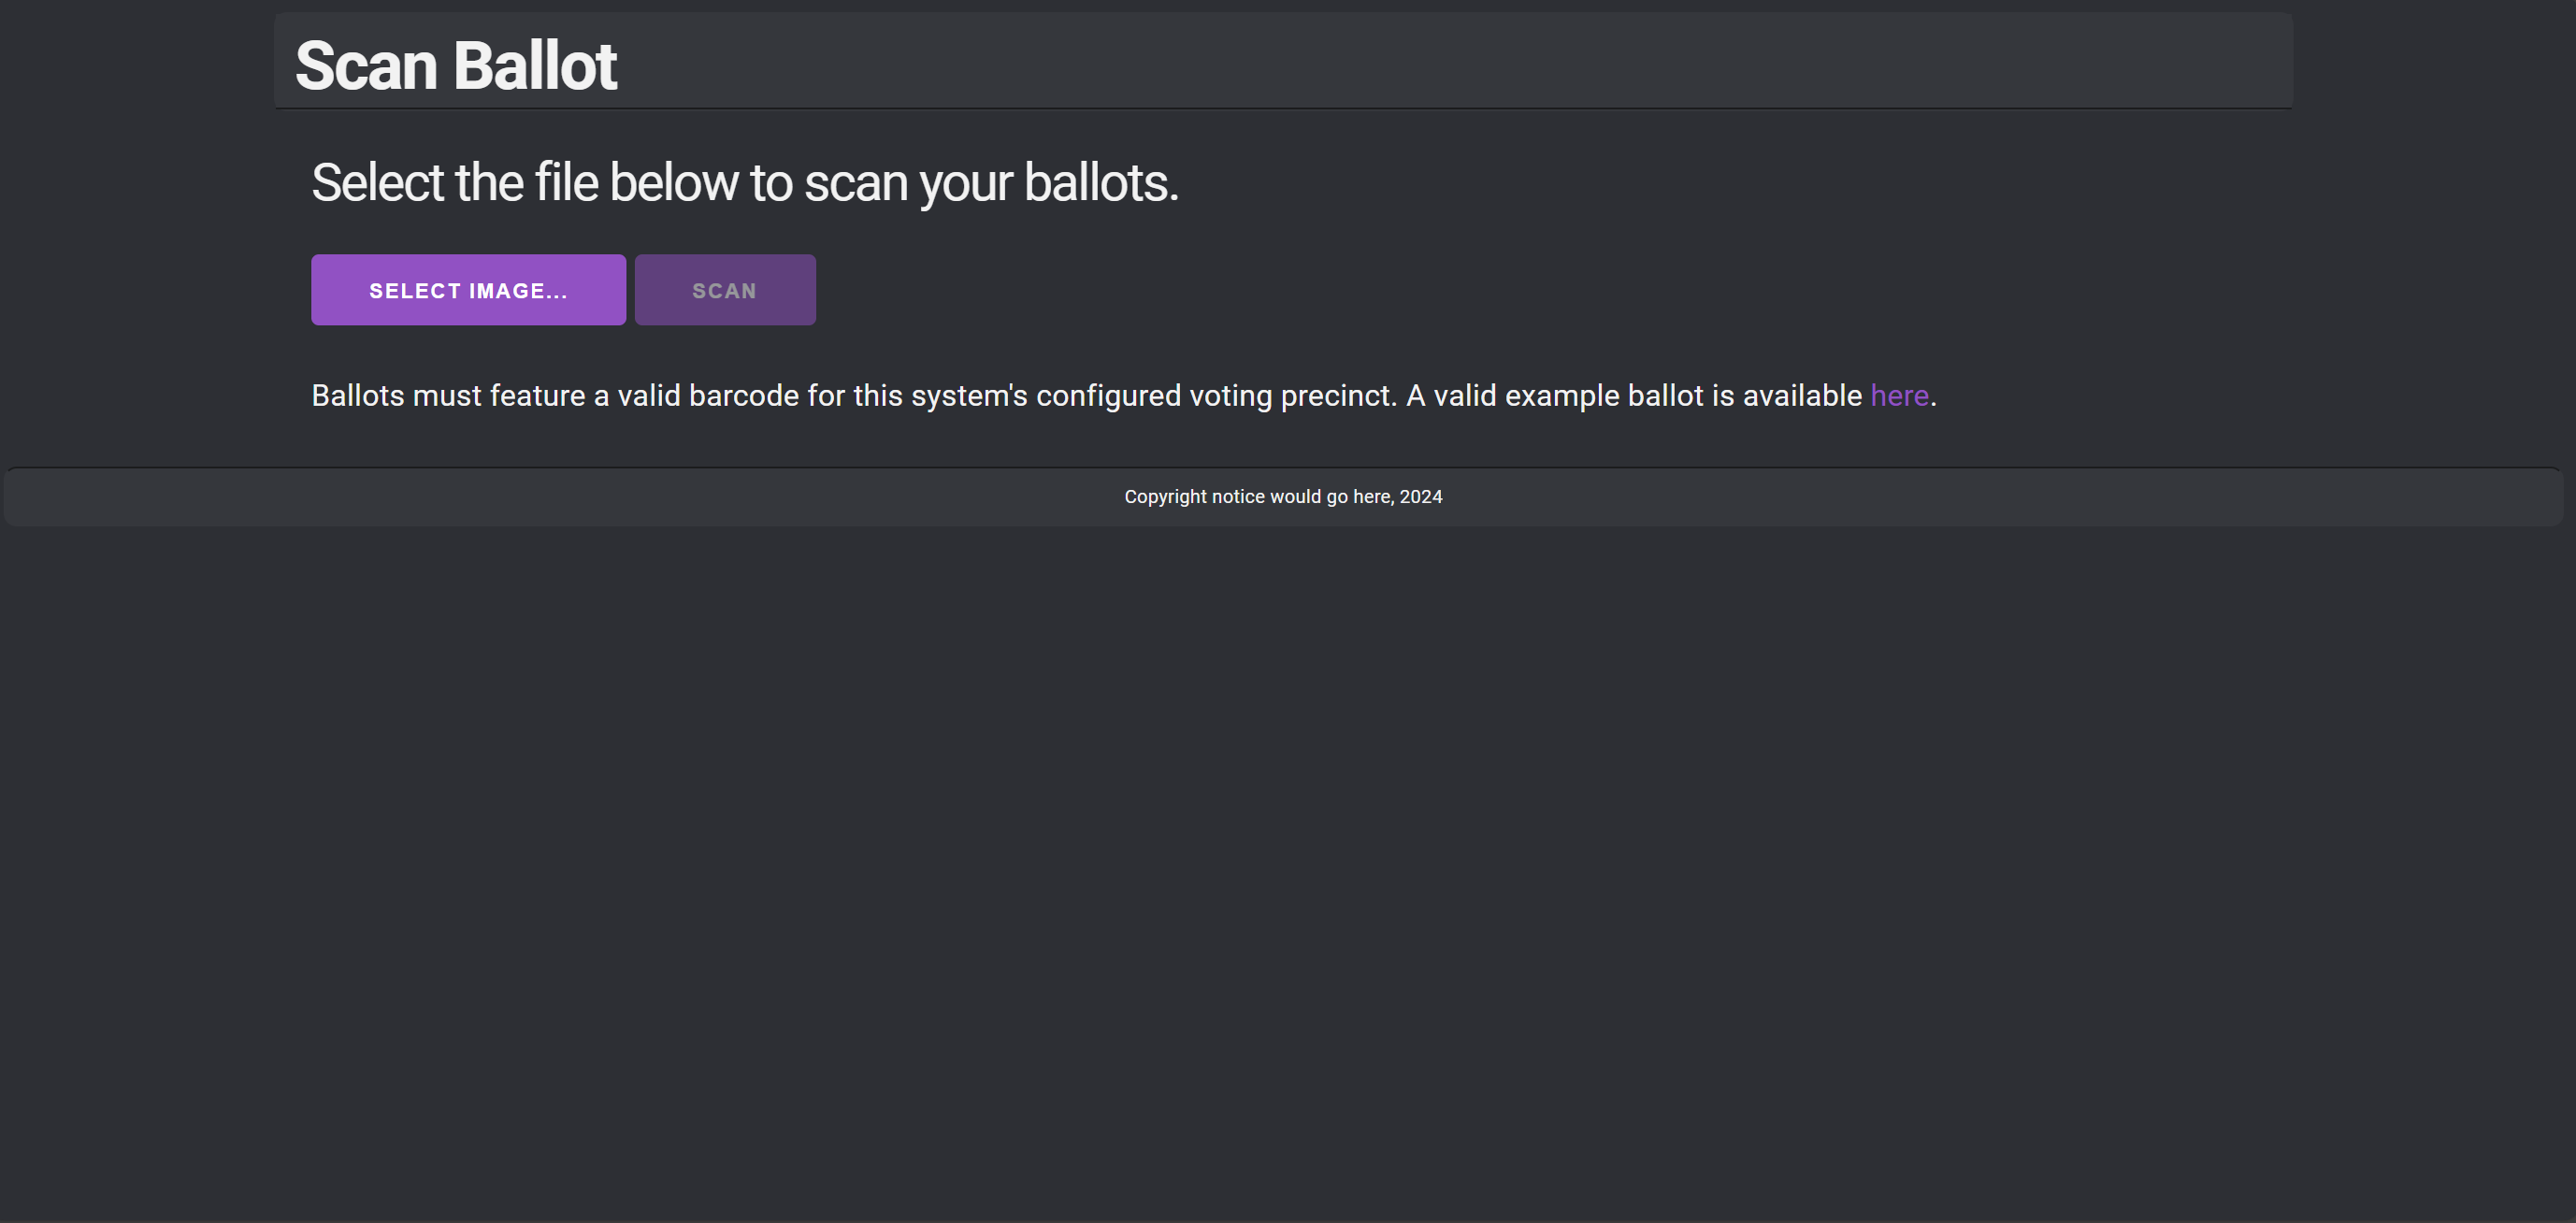 Scan Ballot
Select the file below to scan your ballots.
SELECT IMAGE... SCAN
Ballots must feature a valid barcode for this system's configured voting precinct. A valid example ballot is available here.
Copyright notice would go here, 2024